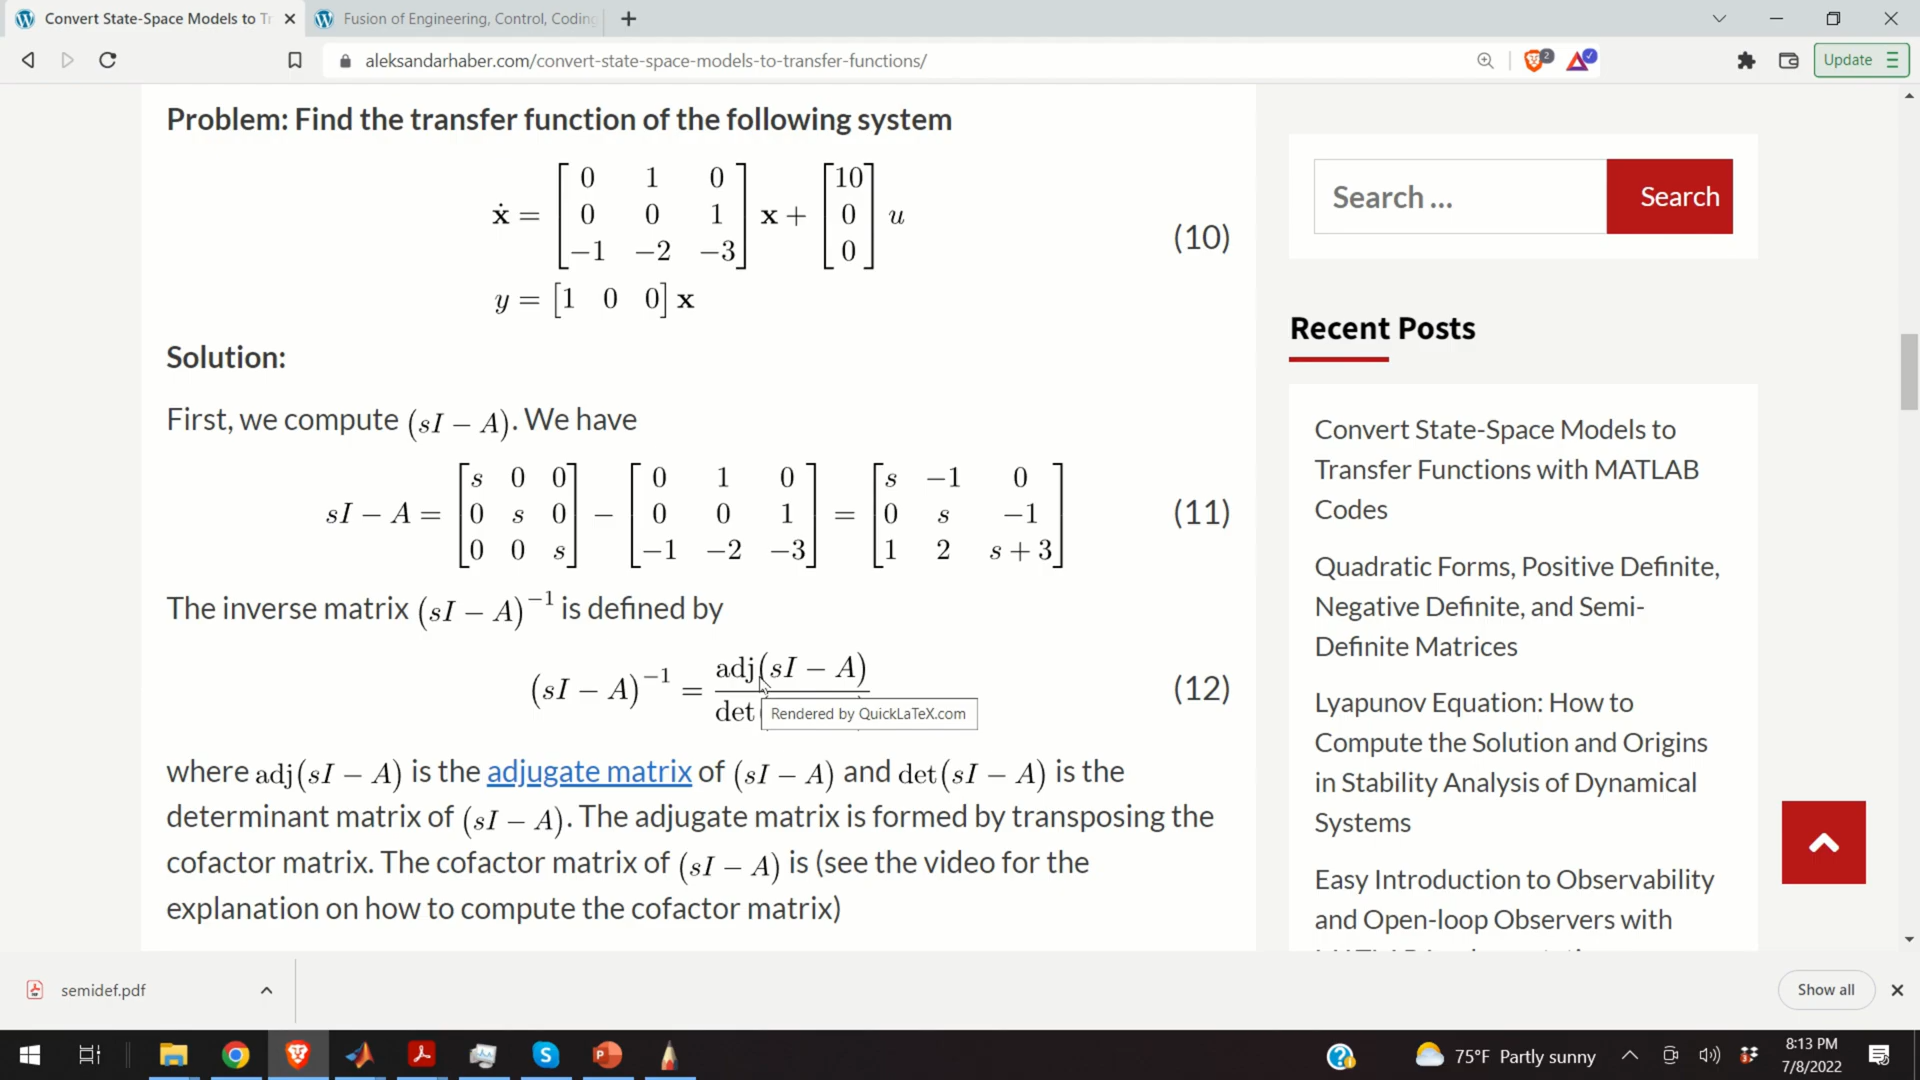 Convert State-Space Models to Tr
Fusion of Engineering, Control, Coding
aleksandarhaber.com/convert-state-space-models-to-transfer-functions/
2
Update
Problem: Find the transfer function of the following system
ẋ = [0 1 0; 0 0 1; −1 −2 −3] x + [10; 0; 0] u
y = [1 0 0] x
(10)
Solution:
First, we compute (sI − A). We have
sI − A = [s 0 0; 0 s 0; 0 0 s] − [0 1 0; 0 0 1; −1 −2 −3] = [s −1 0; 0 s −1; 1 2 s + 3] (11)
The inverse matrix (sI − A)⁻¹ is defined by
(sI − A)⁻¹ = adj(sI − A) (12)
det
Rendered by QuickLaTeX.com
where adj(sI − A) is the adjugate matrix of (sI − A) and det(sI − A) is the
determinant matrix of (sI − A). The adjugate matrix is formed by transposing the
cofactor matrix. The cofactor matrix of (sI − A) is (see the video for the
explanation on how to compute the cofactor matrix)
Search ...
Search
Recent Posts
Convert State-Space Models to
Transfer Functions with MATLAB
Codes
Quadratic Forms, Positive Definite,
Negative Definite, and Semi-
Definite Matrices
Lyapunov Equation: How to
Compute the Solution and Origins
in Stability Analysis of Dynamical
Systems
Easy Introduction to Observability
and Open-loop Observers with
semidef.pdf
Show all
75°F Partly sunny
8:13 PM
7/8/2022